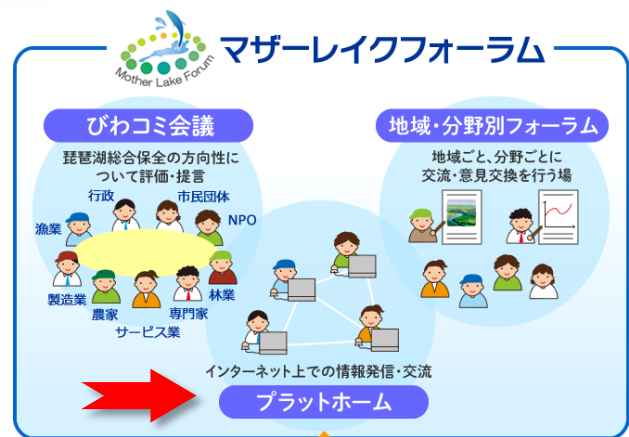 Mother Lake Forum
マザーレイクフォーラム
びわコミ会議
琵琶湖総合保全の方向性に
ついて評価・提言
行政
市民団体
漁業
NPO
製造業
農家
サービス業
専門家
林業
地域・分野別フォーラム
地域ごと、分野ごとに
交流・意見交換を行う場
インターネット上での情報発信・交流
プラットホーム